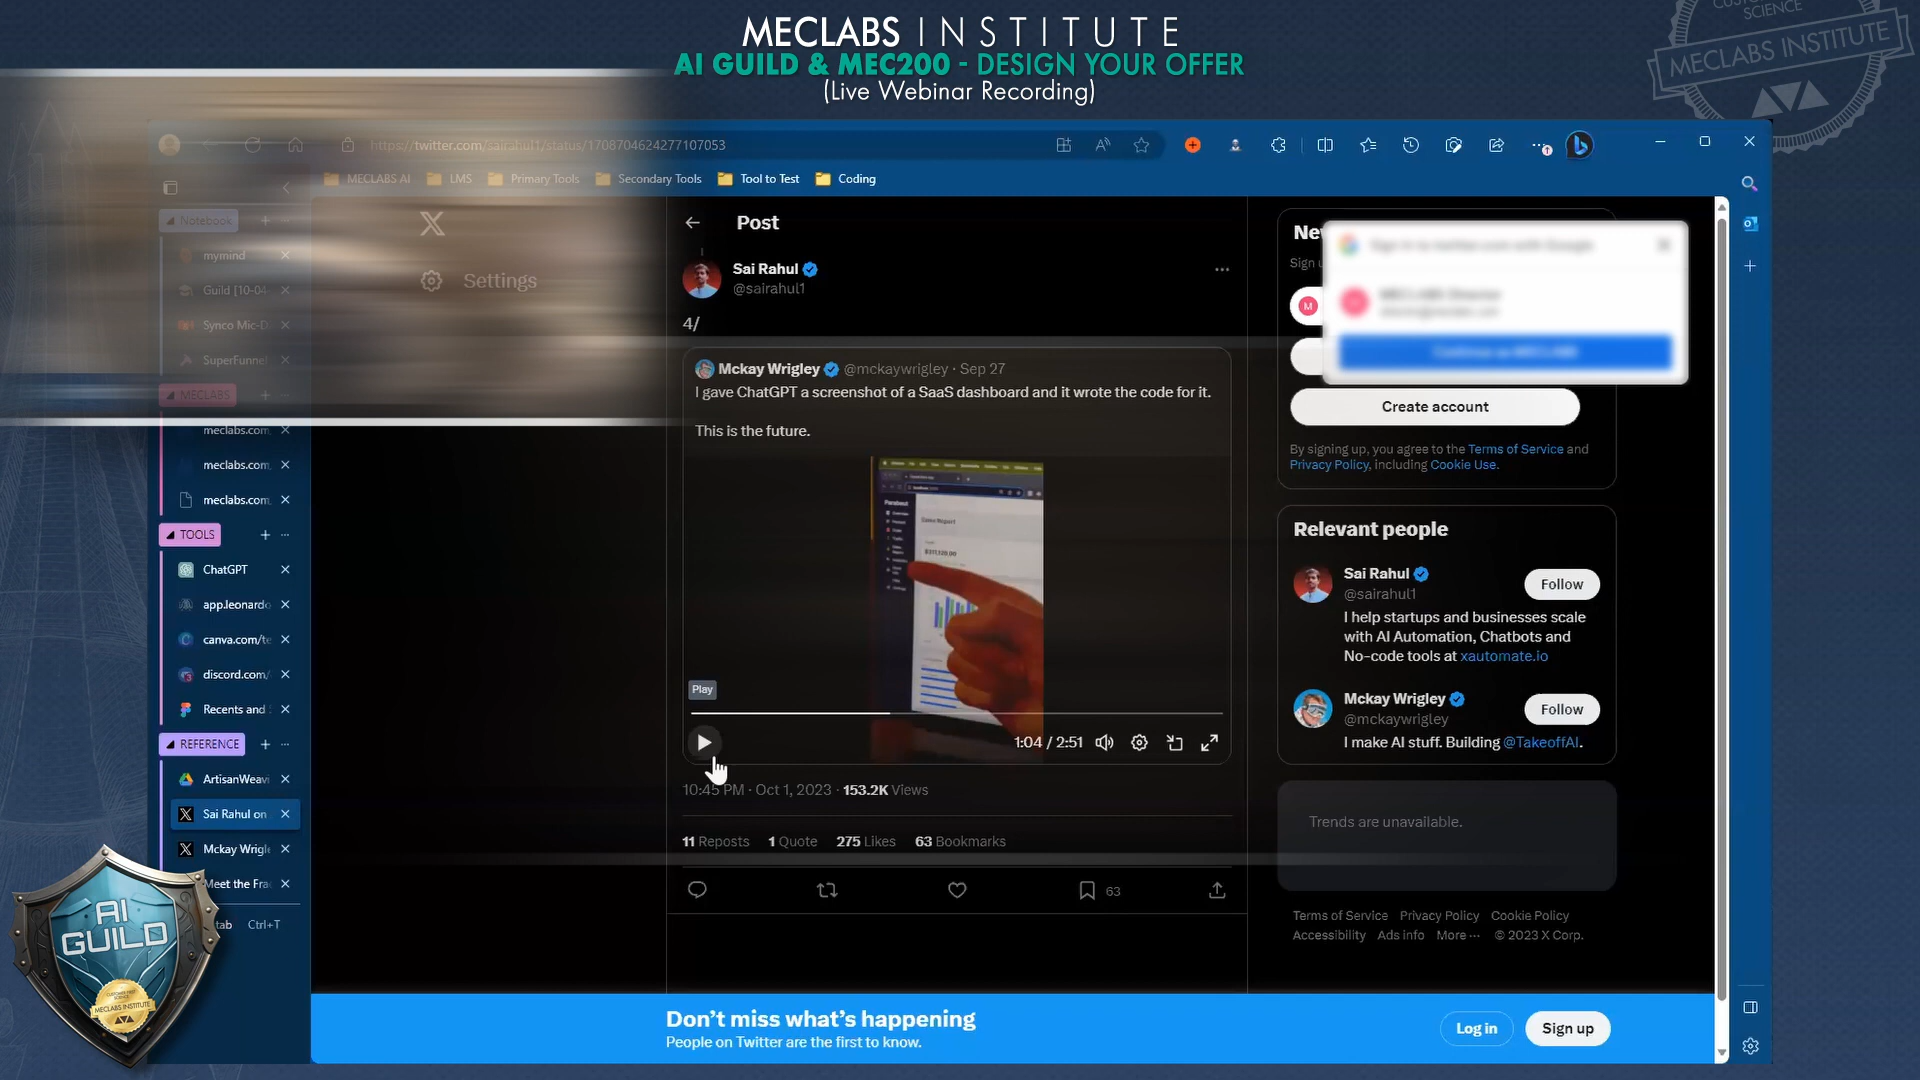 MECLABS INSTITUTE
AI GUILD & MEC200 - DESIGN YOUR OFFER
(Live Webinar Recording)
SCIENCE
MECLABS INSTITUTE
https://twitter.com/sairahul1/status/1708704624277107053
MECLABS AI
LMS
Primary Tools
Secondary Tools
Tool to Test
Coding
Notebook
mymind
Guild [10-04
Synco Mic-D
SuperFunnel
MECLABS
meclabs.com
meclabs.com
meclabs.com
TOOLS
ChatGPT
app.leonardo
canva.com/te
discord.com/
Recents and
REFERENCE
ArtisanWeavi
Sai Rahul on
Mckay Wrigle
Meet the Fra
tab Ctrl+T
AI
GUILD
MECLABS INSTITUTE
Settings
Post
Sai Rahul
@sairahul1
4/
Mckay Wrigley @mckaywrigley · Sep 27
I gave ChatGPT a screenshot of a SaaS dashboard and it wrote the code for it.
This is the future.
Play
1:04 / 2:51
10:45 PM · Oct 1, 2023 · 153.2K Views
11 Reposts 1 Quote 275 Likes 63 Bookmarks
63
Create account
By signing up, you agree to the Terms of Service and
Privacy Policy, including Cookie Use.
Relevant people
Sai Rahul
@sairahul1
Follow
I help startups and businesses scale
with AI Automation, Chatbots and
No-code tools at xautomate.io
Mckay Wrigley
@mckaywrigley
Follow
I make AI stuff. Building @TakeoffAI.
Trends are unavailable.
Terms of Service Privacy Policy Cookie Policy
Accessibility Ads info More ··· © 2023 X Corp.
Don't miss what's happening
People on Twitter are the first to know.
Log in
Sign up